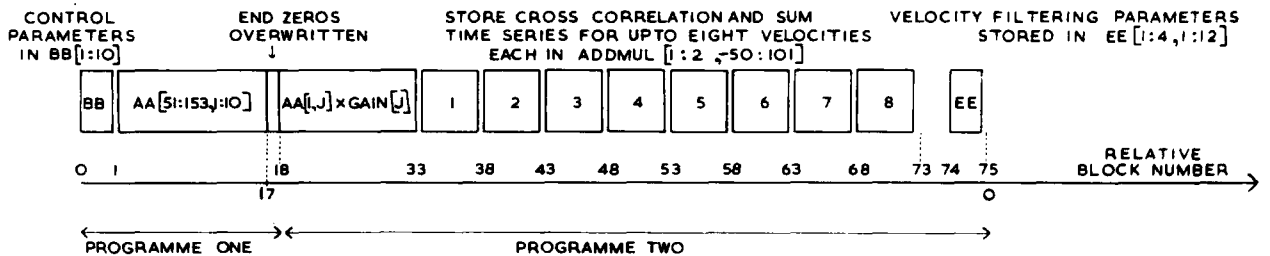 CONTROL
PARAMETERS
IN BB[1:10]
END ZEROS
OVERWRITTEN
↓
STORE CROSS CORRELATION AND SUM
TIME SERIES FOR UPTO EIGHT VELOCITIES
EACH IN ADDMUL [1:2,-50:101]
VELOCITY FILTERING PARAMETERS
STORED IN EE[1:4,1:12]
BB
AA[51:153,1:10]
AA[I,J]×GAIN[J]
1
2
3
4
5
6
7
8
EE
0 1 18 33 38 43 48 53 58 63 68 73 74 75
RELATIVE
BLOCK NUMBER
17
0
PROGRAMME ONE
PROGRAMME TWO